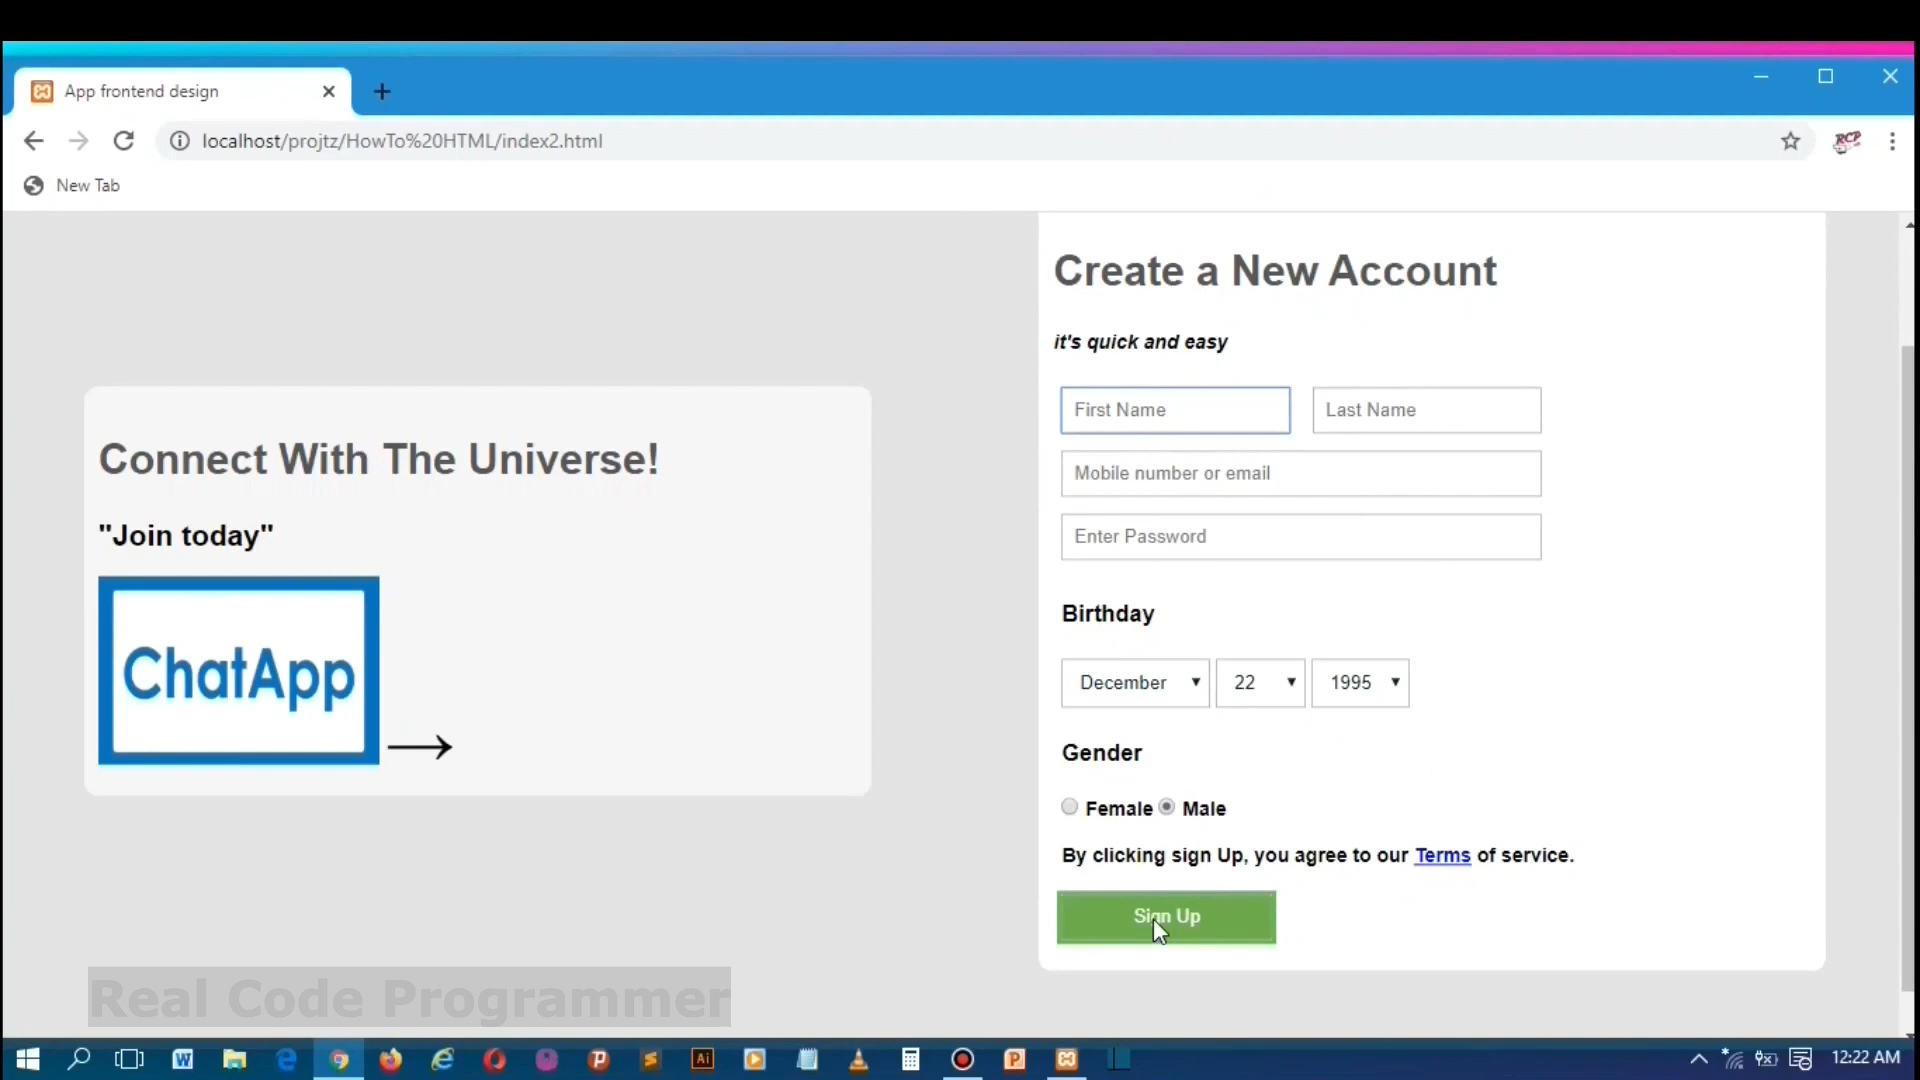 App frontend design
localhost/projtz/HowTo%20HTML/index2.html
RCP
New Tab
Connect With The Universe!
"Join today"
ChatApp
Create a New Account
it's quick and easy
First Name
Last Name
Mobile number or email
Enter Password
Birthday
December
22
1995
Gender
Female
Male
By clicking sign Up, you agree to our Terms of service.
Sign Up
Real Code Programmer
Ai
12:22 AM